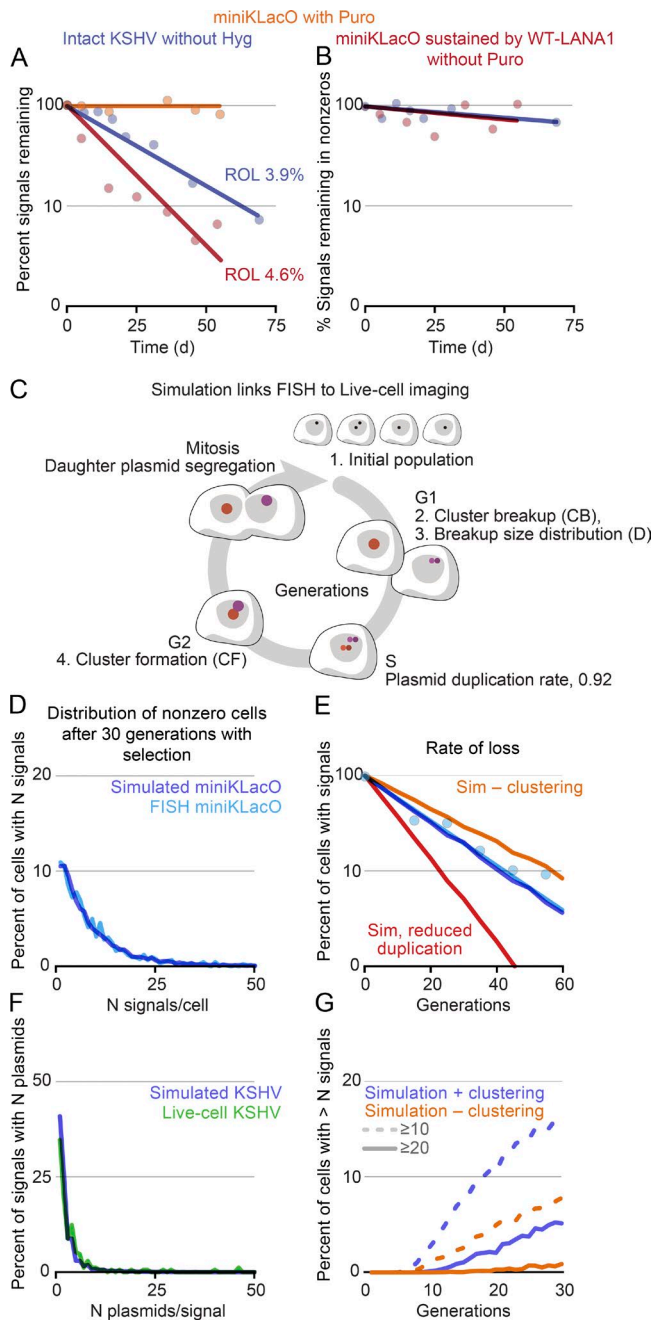 miniKLacO with Puro
Intact KSHV without Hyg
miniKLacO sustained by WT-LANA1
without Puro
A
Percent signals remaining
100
10
0
ROL 3.9%
ROL 4.6%
0
25
50
75
Time (d)
B
% Signals remaining in nonzeros
100
10
0
0
25
50
75
Time (d)
C
Simulation links FISH to Live-cell imaging
Mitosis
Daughter plasmid segregation
1. Initial population
G1
2. Cluster breakup (CB),
3. Breakup size distribution (D)
Generations
G2
4. Cluster formation (CF)
S
Plasmid duplication rate, 0.92
D
Distribution of nonzero cells
after 30 generations with
selection
Percent of cells with N signals
20
10
0
Simulated miniKLacO
FISH miniKLacO
0
25
50
N signals/cell
E
Rate of loss
Percent of cells with signals
100
10
0
Sim – clustering
Sim, reduced
duplication
0
20
40
60
Generations
F
Percent of signals with N plasmids
50
25
0
Simulated KSHV
Live-cell KSHV
0
25
50
N plasmids/signal
G
Percent of cells with > N signals
20
10
0
Simulation + clustering
Simulation – clustering
≥10
≥20
0
10
20
30
Generations